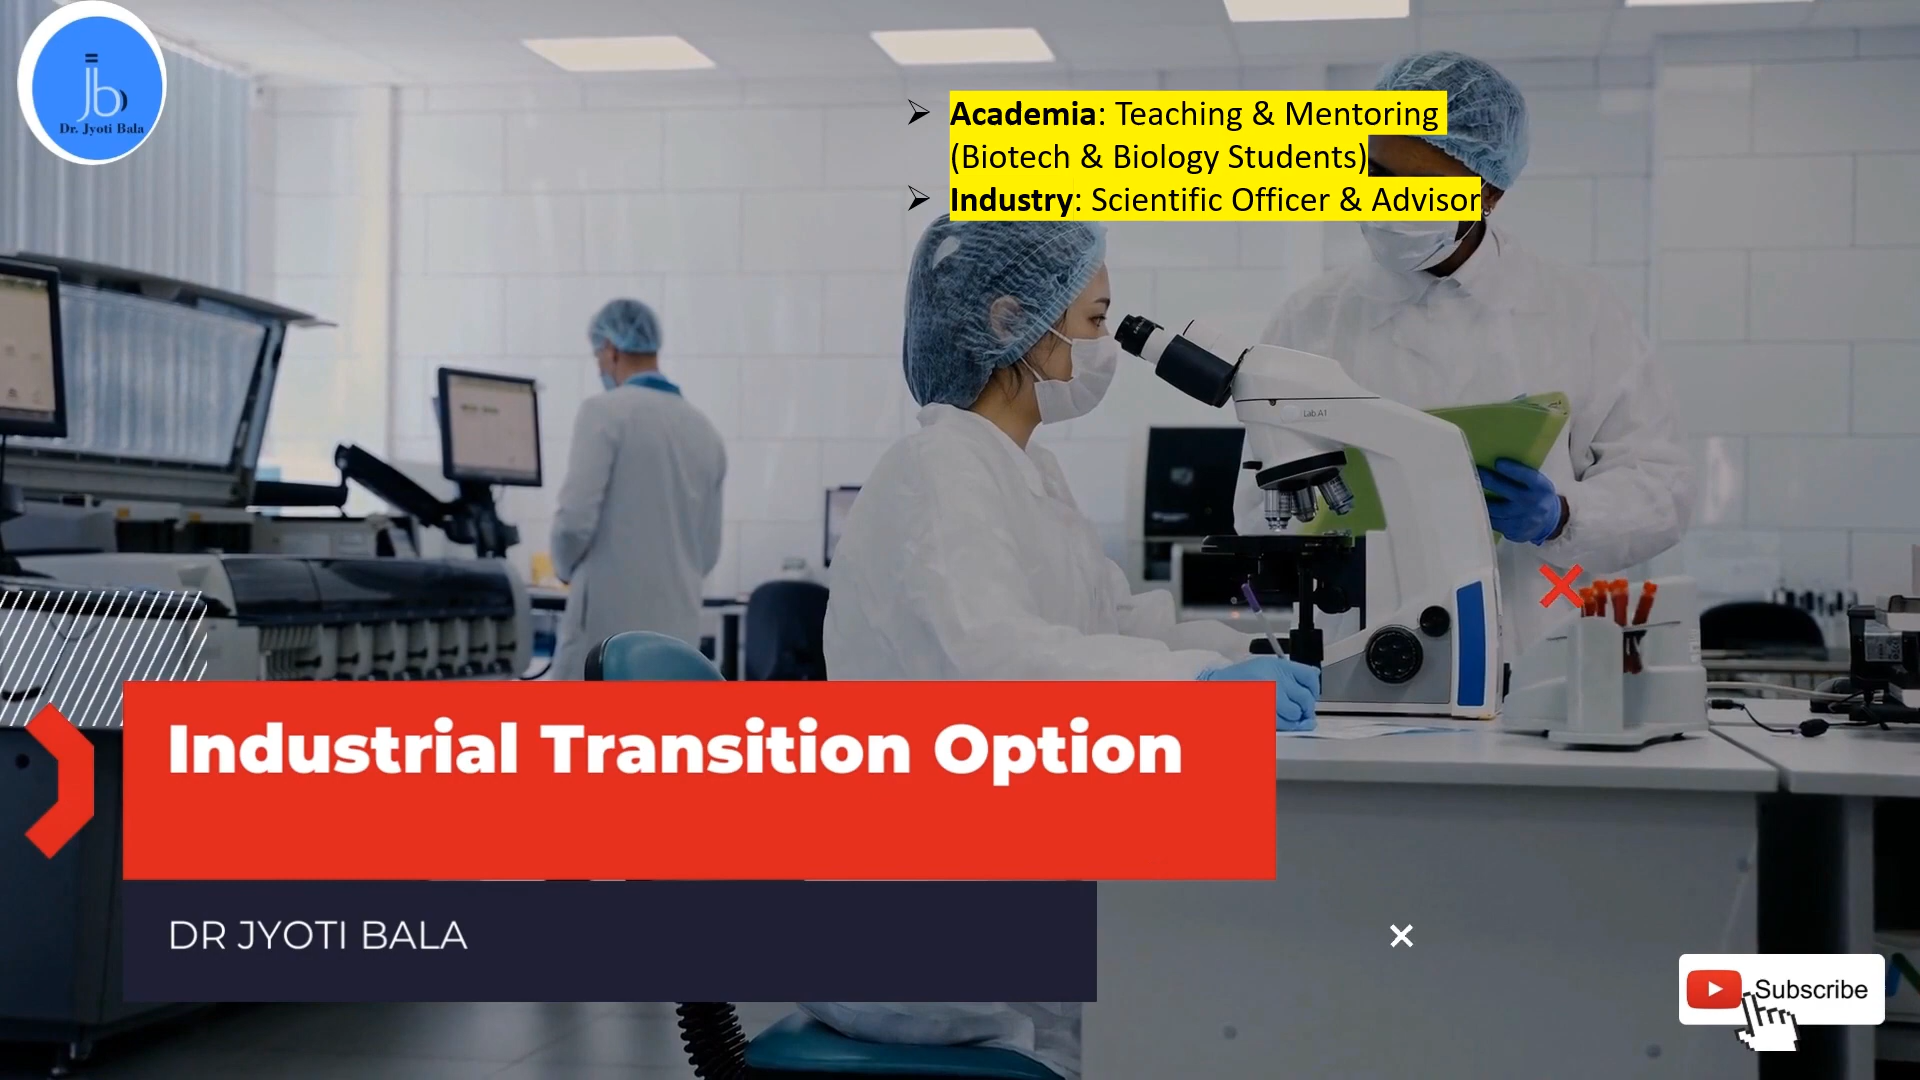 jb
Dr. Jyoti Bala
➢ Academia: Teaching & Mentoring
(Biotech & Biology Students)
➢ Industry: Scientific Officer & Advisor
Lab.A1
Industrial Transition Option
DR JYOTI BALA
Subscribe